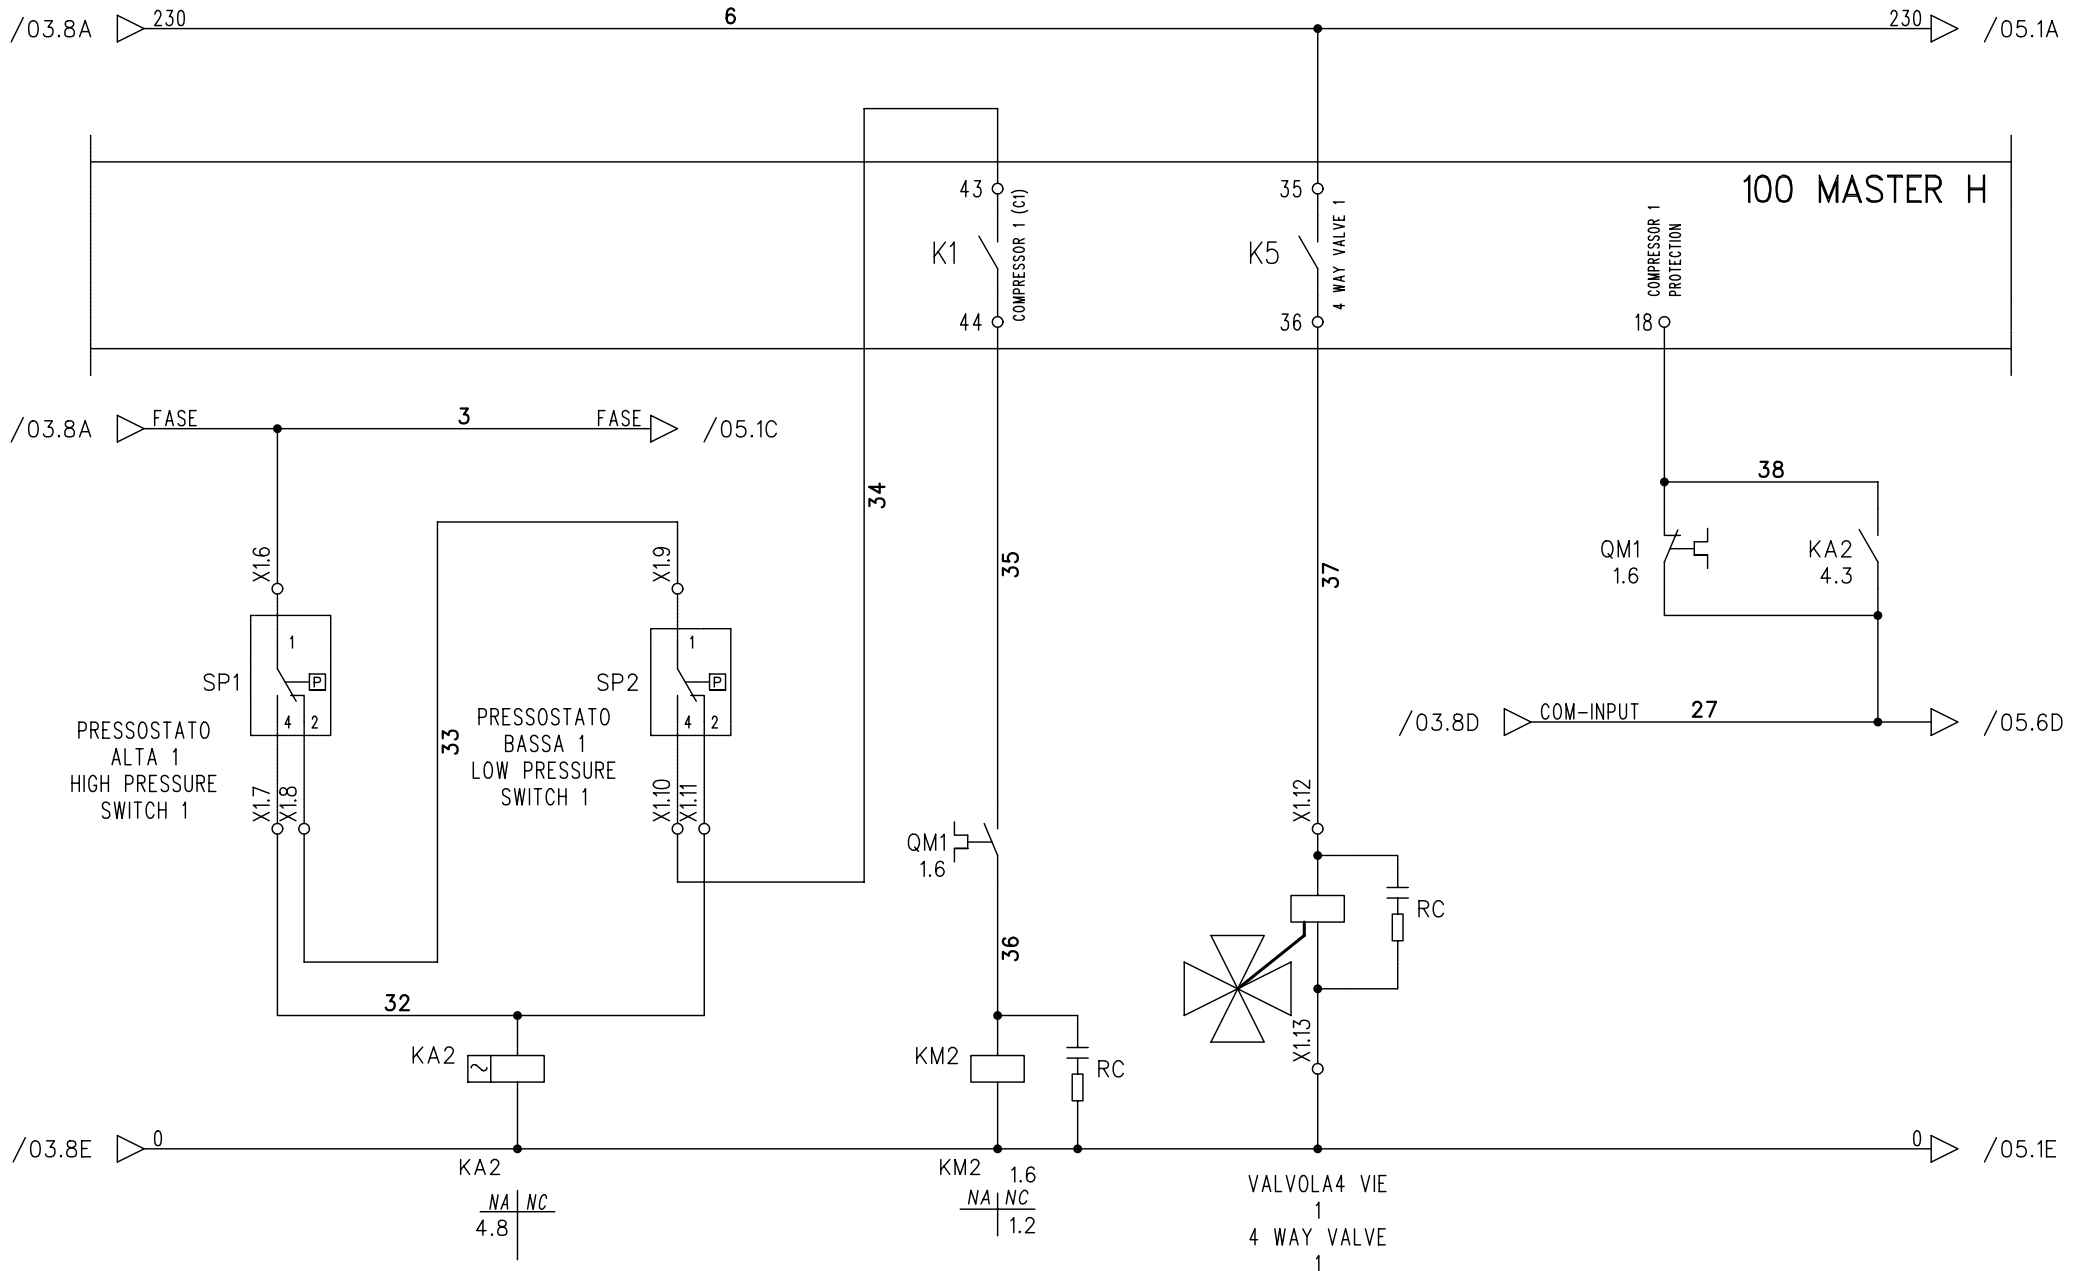 /03.8A
230
6
230
/05.1A
100 MASTER H
43
K1
COMPRESSOR 1 (C1)
44
35
K5
4 WAY VALVE 1
36
COMPRESSOR 1
PROTECTION
18
/03.8A
FASE
3
FASE
/05.1C
34
35
37
38
QM1
1.6
KA2
4.3
X1.6
X1.9
1
SP1
P
4
2
PRESSOSTATO
ALTA 1
HIGH PRESSURE
SWITCH 1
X1.7
X1.8
33
1
SP2
P
4
2
PRESSOSTATO
BASSA 1
LOW PRESSURE
SWITCH 1
X1.10
X1.11
/03.8D
COM-INPUT
27
/05.6D
X1.12
QM1
1.6
RC
36
32
X1.13
KA2
~
KM2
RC
/03.8E
0
0
/05.1E
KA2
NA
NC
4.8
KM2
1.6
NA
NC
1.2
VALVOLA4 VIE
1
4 WAY VALVE
1